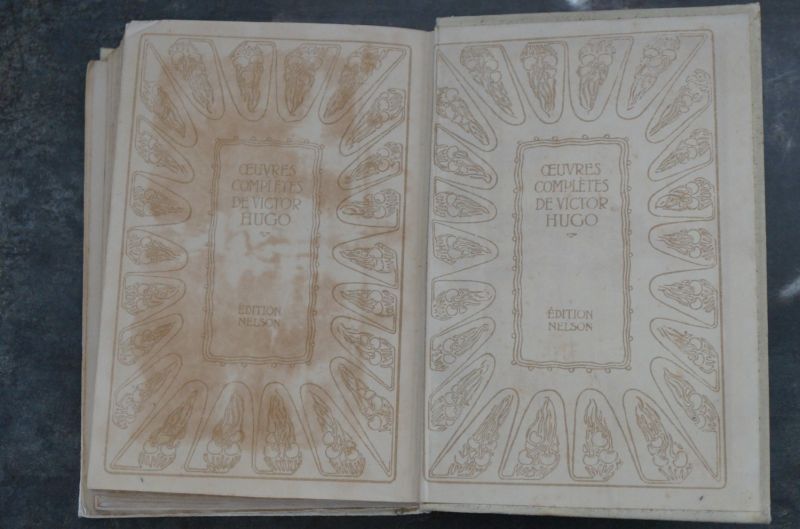 ŒUVRES
COMPLÈTES
DE VICTOR
HUGO
ÉDITION
NELSON
ŒUVRES
COMPLÈTES
DE VICTOR
HUGO
ÉDITION
NELSON